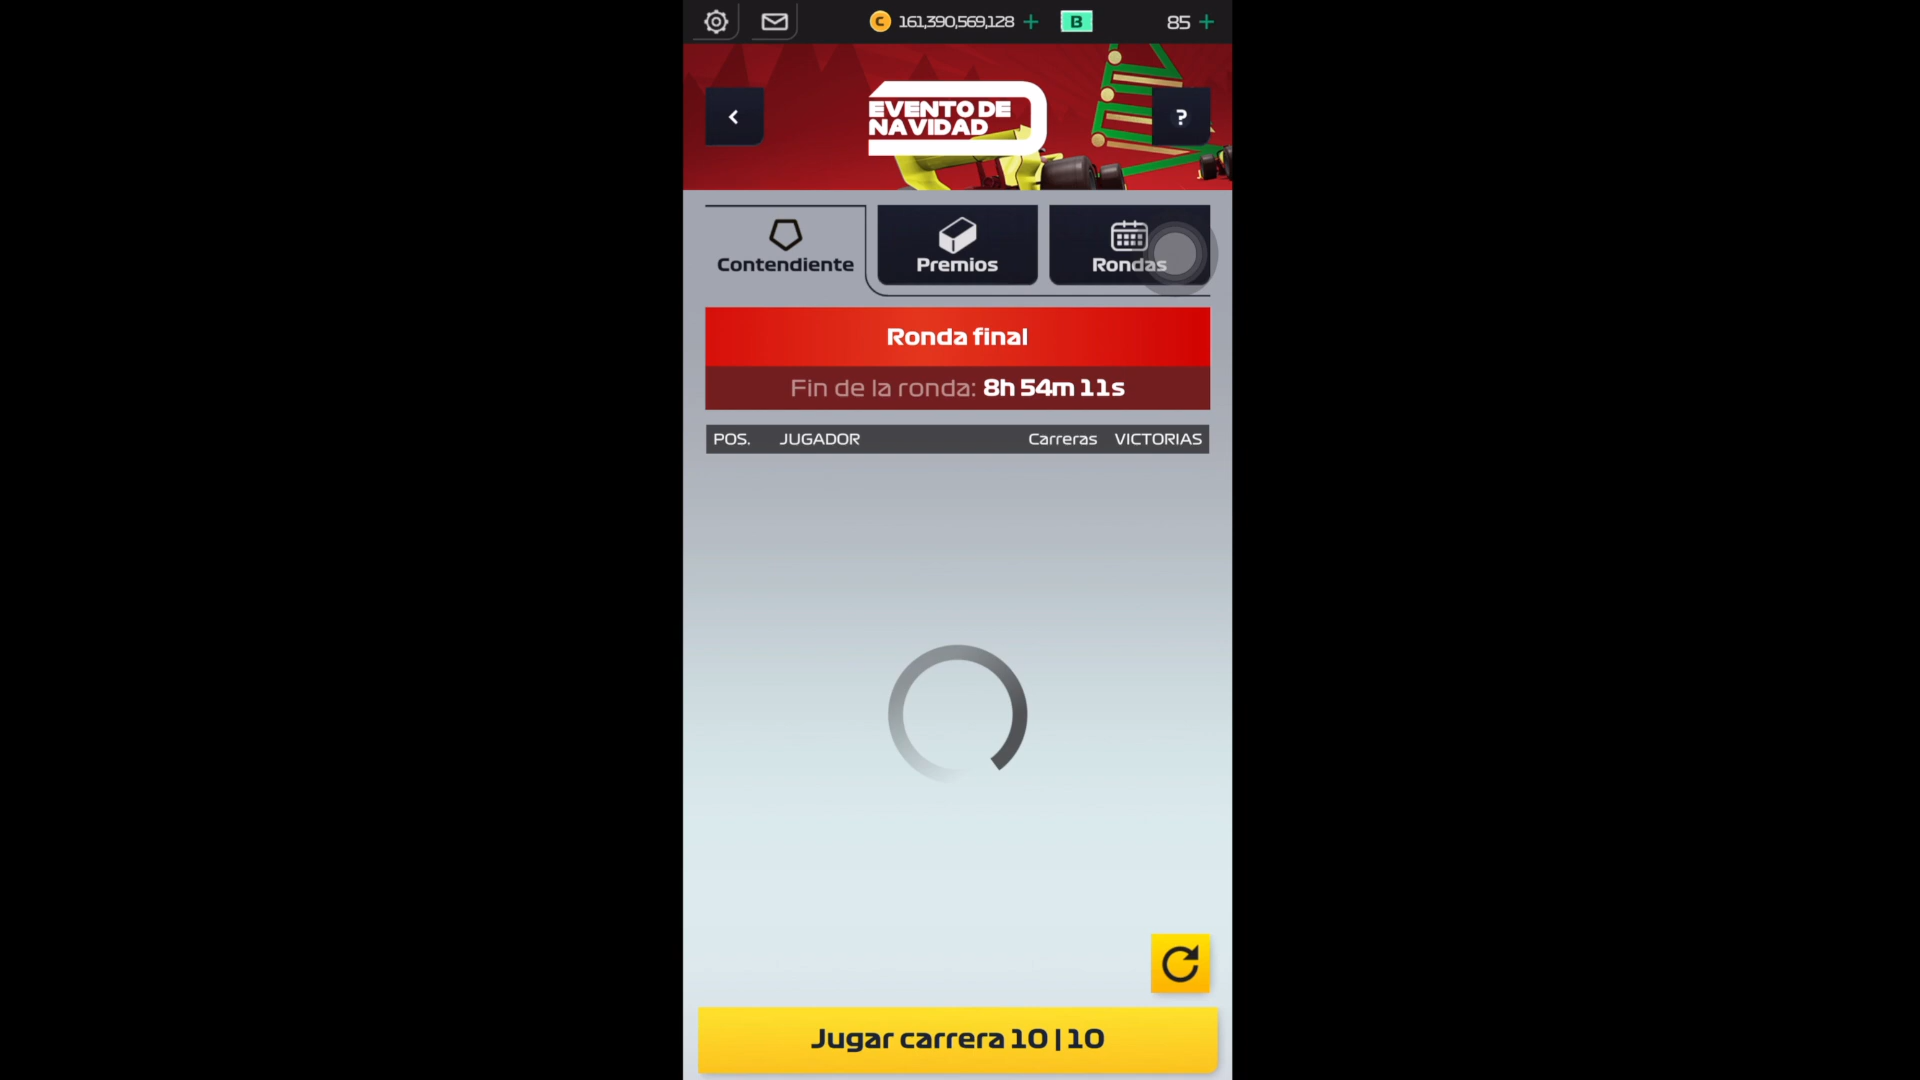 C 161,390,569,128 + B 85 +
EVENTO DE
NAVIDAD
?
Contendiente
Premios
Rondas
Ronda final
Fin de la ronda: 8h 54m 11s
POS. JUGADOR Carreras VICTORIAS
Jugar carrera 10 | 10